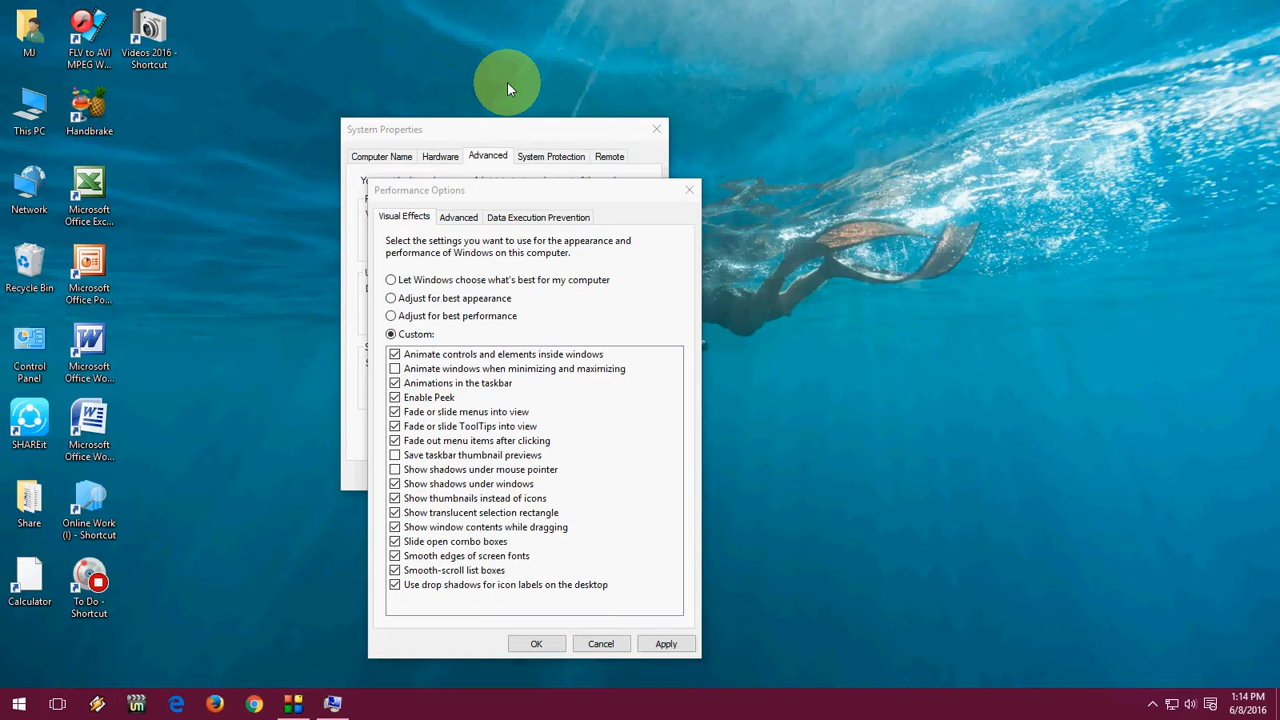 MJ
FLV to AVI
MPEG W...
Videos 2016 -
Shortcut
This PC
Handbrake
Network
Microsoft
Office Exc...
Recycle Bin
Microsoft
Office Po...
Control
Panel
Microsoft
Office Wo...
SHAREit
Microsoft
Office Wo...
Share
Online Work
(I) - Shortcut
Calculator
To Do -
Shortcut
System Properties
Computer Name
Hardware
Advanced
System Protection
Remote
Performance Options
Visual Effects
Advanced
Data Execution Prevention
Select the settings you want to use for the appearance and
performance of Windows on this computer.
Let Windows choose what's best for my computer
Adjust for best appearance
Adjust for best performance
Custom:
Animate controls and elements inside windows
Animate windows when minimizing and maximizing
Animations in the taskbar
Enable Peek
Fade or slide menus into view
Fade or slide ToolTips into view
Fade out menu items after clicking
Save taskbar thumbnail previews
Show shadows under mouse pointer
Show shadows under windows
Show thumbnails instead of icons
Show translucent selection rectangle
Show window contents while dragging
Slide open combo boxes
Smooth edges of screen fonts
Smooth-scroll list boxes
Use drop shadows for icon labels on the desktop
OK
Cancel
Apply
1:14 PM
6/8/2016